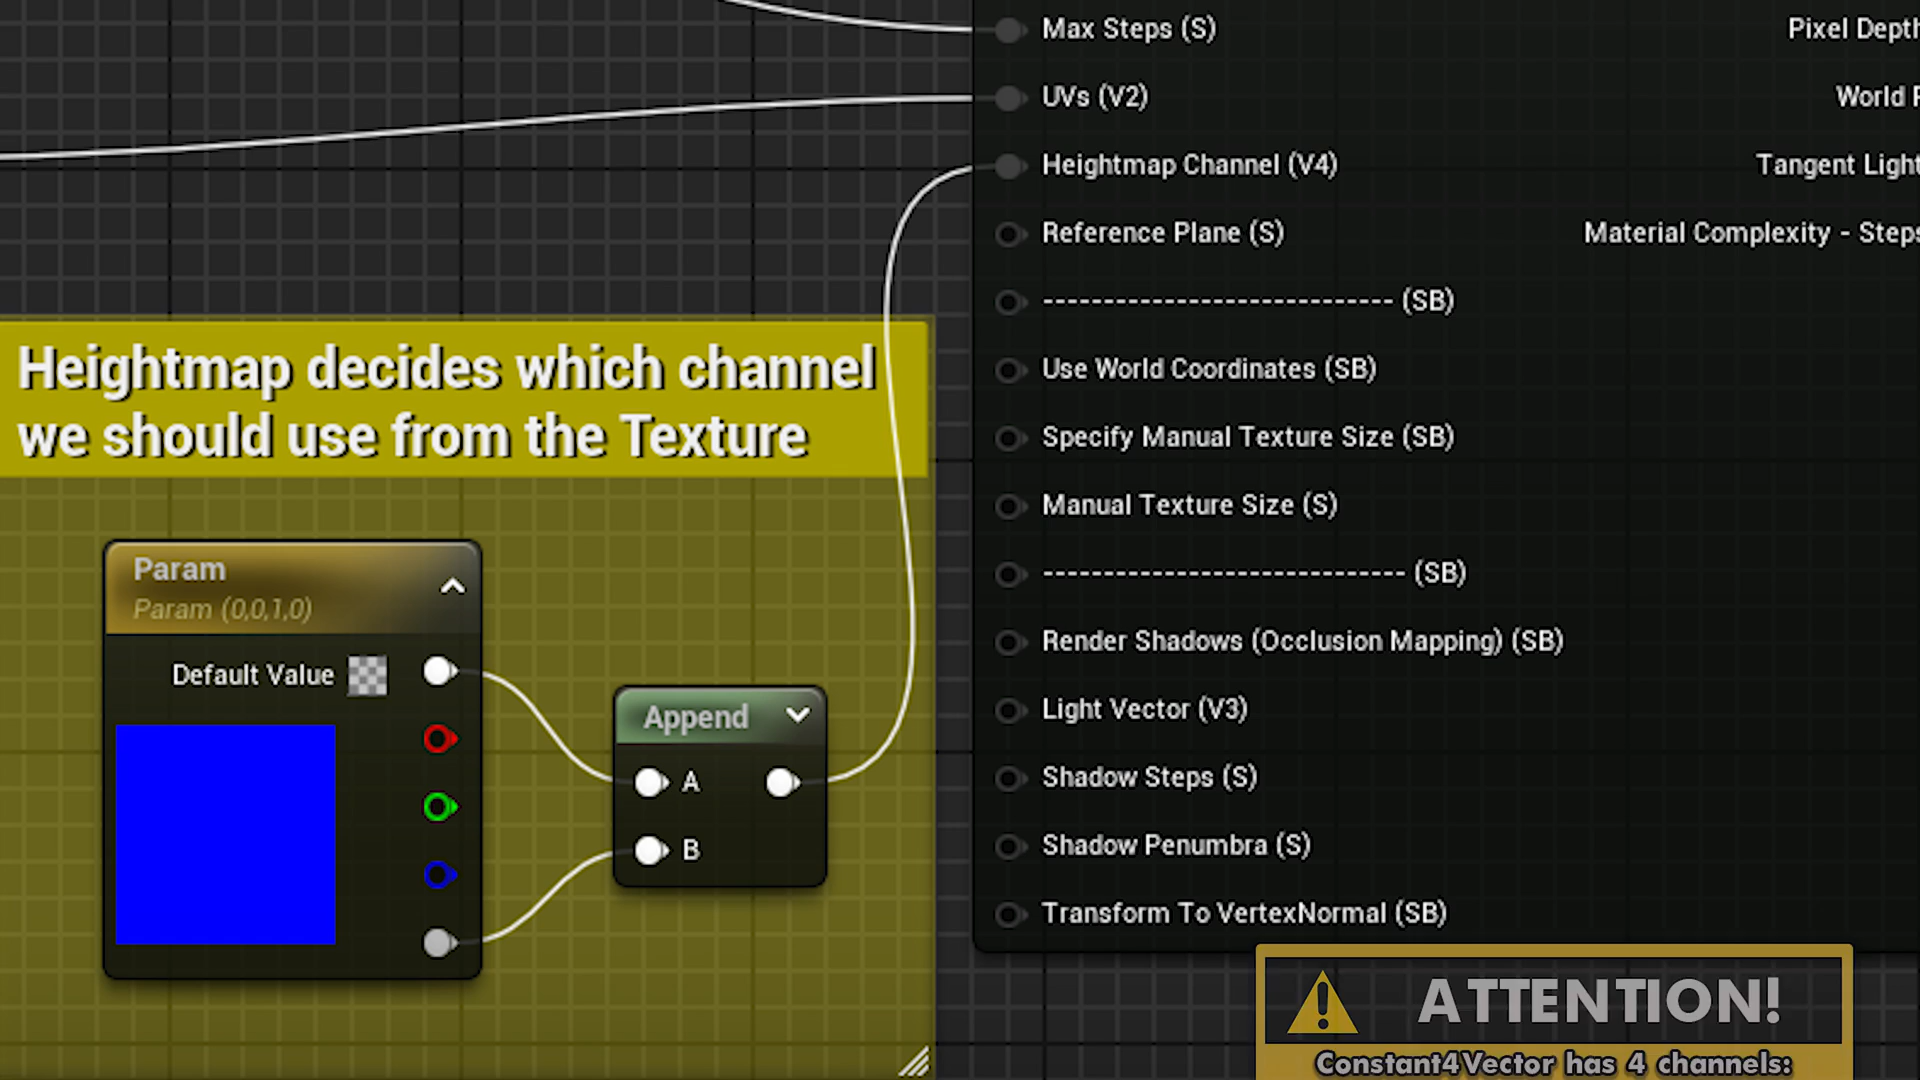 Max Steps (S)
Pixel Depth
UVs (V2)
World
Heightmap Channel (V4)
Tangent Light
Reference Plane (S)
Material Complexity - Steps
---------------------------- (SB)
Use World Coordinates (SB)
Specify Manual Texture Size (SB)
Manual Texture Size (S)
----------------------------- (SB)
Render Shadows (Occlusion Mapping) (SB)
Light Vector (V3)
Shadow Steps (S)
Shadow Penumbra (S)
Transform To VertexNormal (SB)
Heightmap decides which channel
we should use from the Texture
Param
Param (0,0,1,0)
Default Value
Append
A
B
ATTENTION!
Constant4Vector has 4 channels: